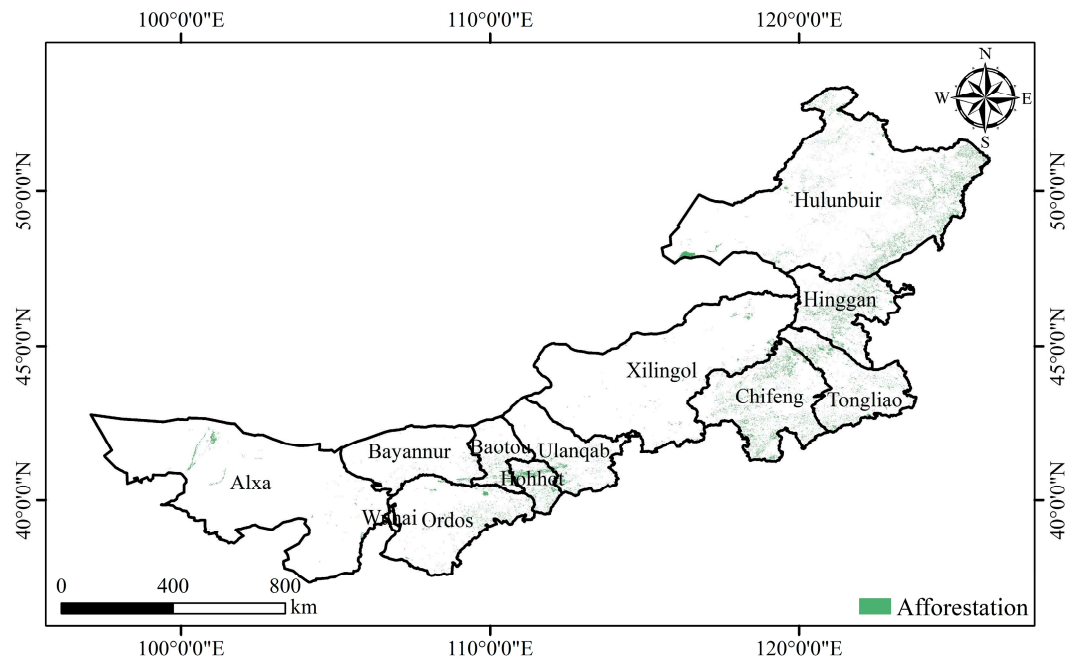 100°0'0"E 110°0'0"E 120°0'0"E
N
W E
S
50°0'0"N 50°0'0"N
Hulunbuir
Hinggan
45°0'0"N 45°0'0"N
Xilingol
Chifeng
Tongliao
Bayannur Baotou Ulanqab
Hohhot
Alxa
40°0'0"N 40°0'0"N
Wuhai Ordos
0 400 800
km
Afforestation
100°0'0"E 110°0'0"E 120°0'0"E